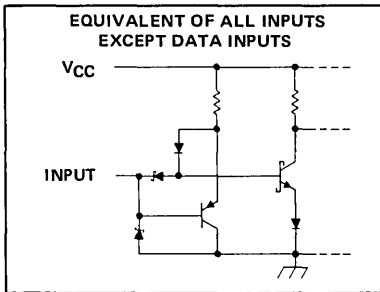 EQUIVALENT OF ALL INPUTS
EXCEPT DATA INPUTS
VCC
INPUT